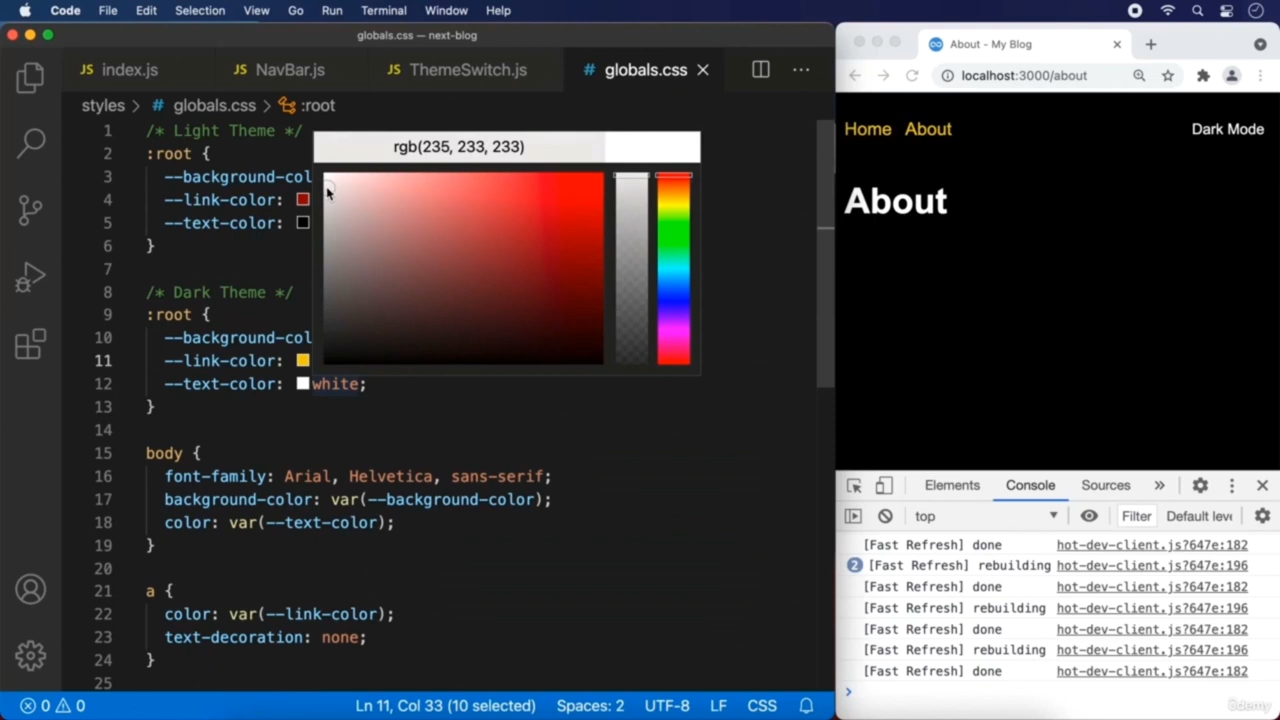 Code File Edit Selection View Go Run Terminal Window Help
globals.css — next-blog
JS index.js JS NavBar.js JS ThemeSwitch.js # globals.css
styles > # globals.css > :root
1 /* Light Theme */
2 :root {
3 --background-col
4 --link-color:
5 --text-color:
6 }
7
8 /* Dark Theme */
9 :root {
10 --background-col
11 --link-color:
12 --text-color: white;
13 }
14
15 body {
16 font-family: Arial, Helvetica, sans-serif;
17 background-color: var(--background-color);
18 color: var(--text-color);
19 }
20
21 a {
22 color: var(--link-color);
23 text-decoration: none;
24 }
25
rgb(235, 233, 233)
0 0
Ln 11, Col 33 (10 selected) Spaces: 2 UTF-8 LF CSS
About - My Blog
localhost:3000/about
Home About Dark Mode
About
Elements Console Sources »
top Filter Default leve
[Fast Refresh] done hot-dev-client.js?647e:182
2 [Fast Refresh] rebuilding hot-dev-client.js?647e:196
[Fast Refresh] done hot-dev-client.js?647e:182
[Fast Refresh] rebuilding hot-dev-client.js?647e:196
[Fast Refresh] done hot-dev-client.js?647e:182
[Fast Refresh] rebuilding hot-dev-client.js?647e:196
[Fast Refresh] done hot-dev-client.js?647e:182
>
ûdemy